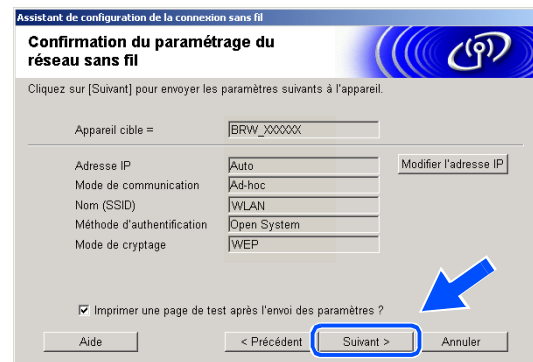 Assistant de configuration de la connexion sans fil
Confirmation du paramétrage du
réseau sans fil
Cliquez sur [Suivant] pour envoyer les paramètres suivants à l'appareil.
Appareil cible = BRW_XXXXXX
Adresse IP Auto Modifier l'adresse IP
Mode de communication Ad-hoc
Nom (SSID) WLAN
Méthode d'authentification Open System
Mode de cryptage WEP
Imprimer une page de test après l'envoi des paramètres ?
Aide < Précédent Suivant > Annuler